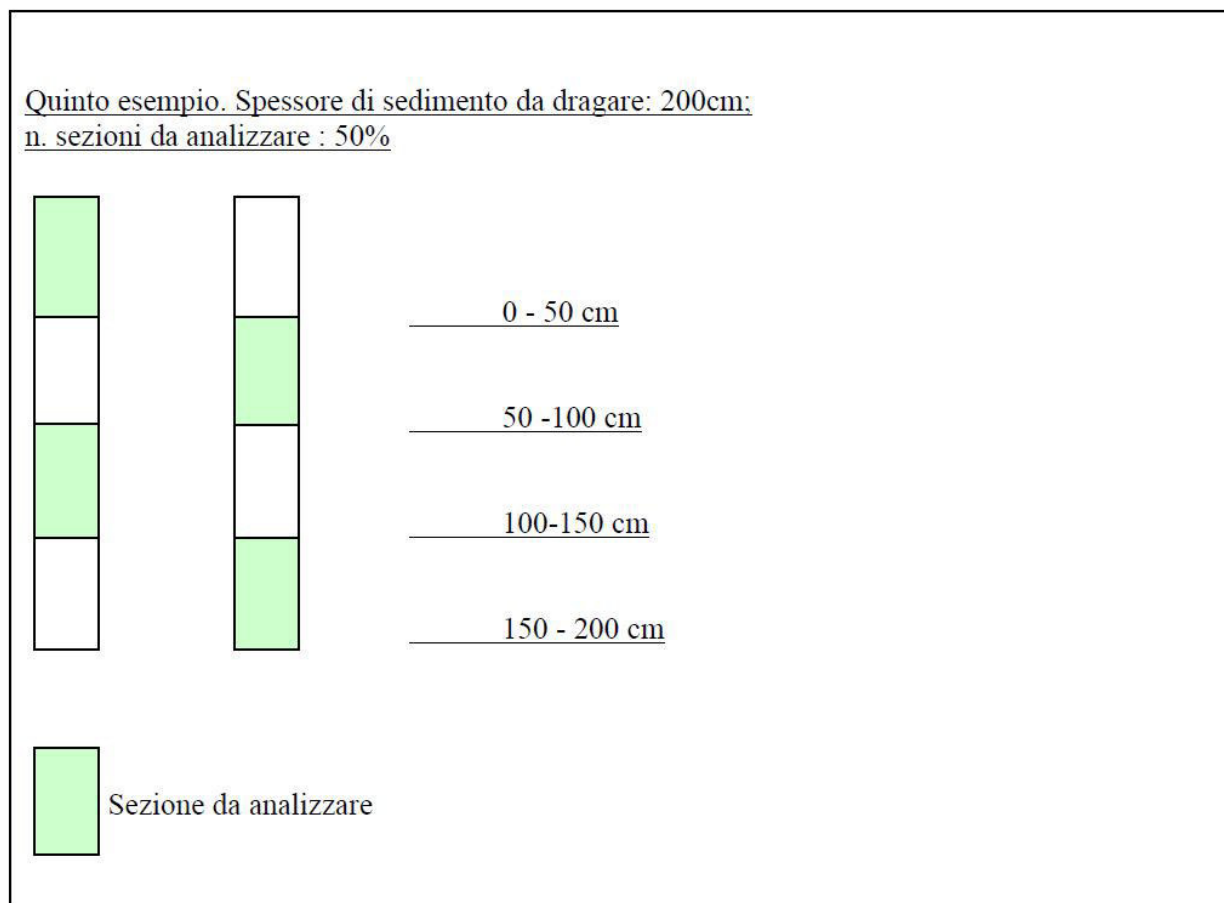 Quinto esempio. Spessore di sedimento da dragare: 200cm;
n. sezioni da analizzare : 50%
0 - 50 cm
50 -100 cm
100-150 cm
150 - 200 cm
Sezione da analizzare